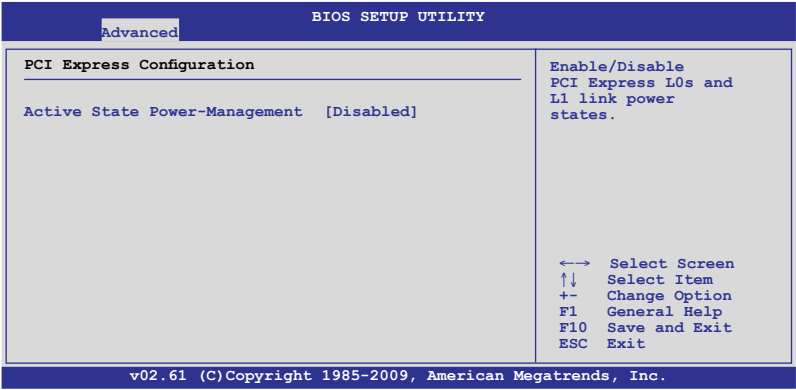 BIOS SETUP UTILITY
Advanced
PCI Express Configuration
Active State Power-Management [Disabled]
Enable/Disable
PCI Express L0s and
L1 link power
states.
←→ Select Screen
↑↓ Select Item
+- Change Option
F1 General Help
F10 Save and Exit
ESC Exit
v02.61 (C)Copyright 1985-2009, American Megatrends, Inc.